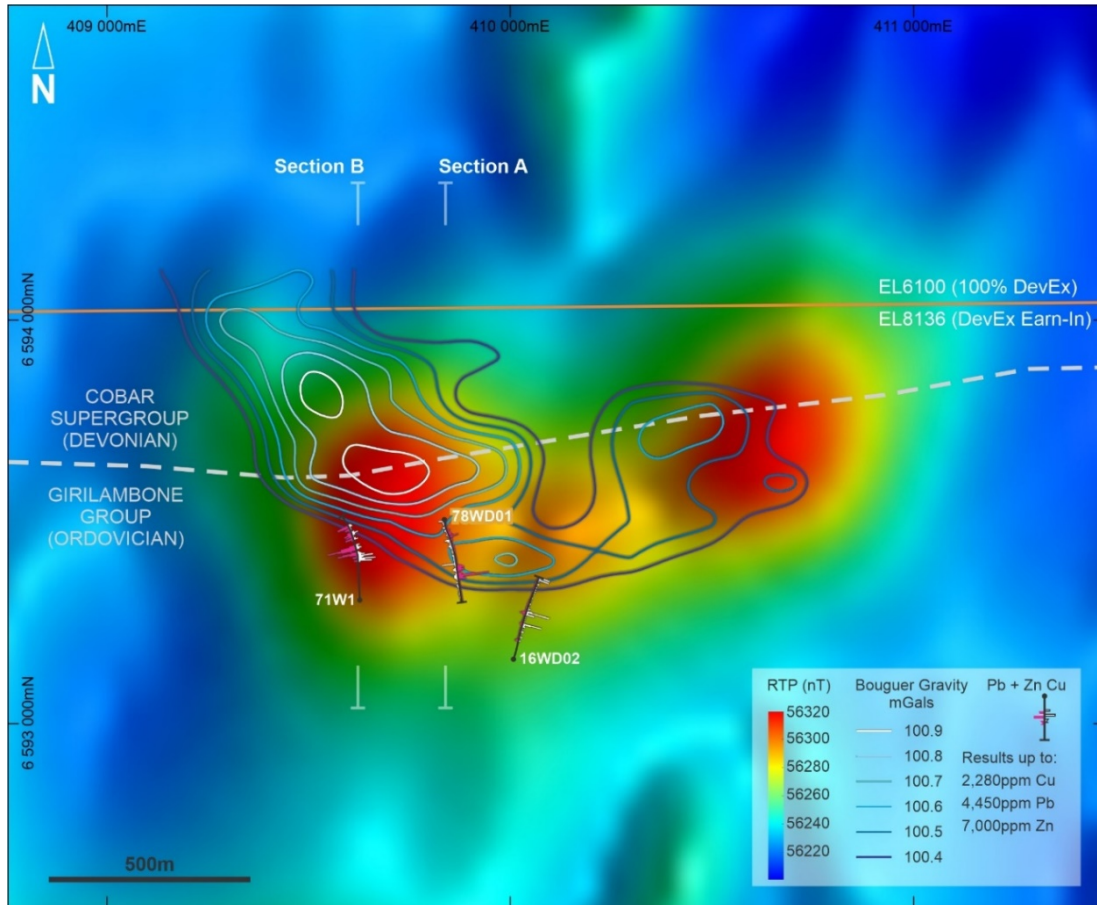 409 000mE
410 000mE
411 000mE
N
Section B
Section A
EL6100 (100% DevEx)
EL8136 (DevEx Earn-In)
6 594 000mN
COBAR
SUPERGROUP
(DEVONIAN)
GIRILAMBONE
GROUP
(ORDOVICIAN)
78WD01
71W1
16WD02
6 593 000mN
500m
RTP (nT)
56320
56300
56280
56260
56240
56220
Bouguer Gravity
mGals
100.9
100.8
100.7
100.6
100.5
100.4
Pb + Zn Cu
Results up to:
2,280ppm Cu
4,450ppm Pb
7,000ppm Zn